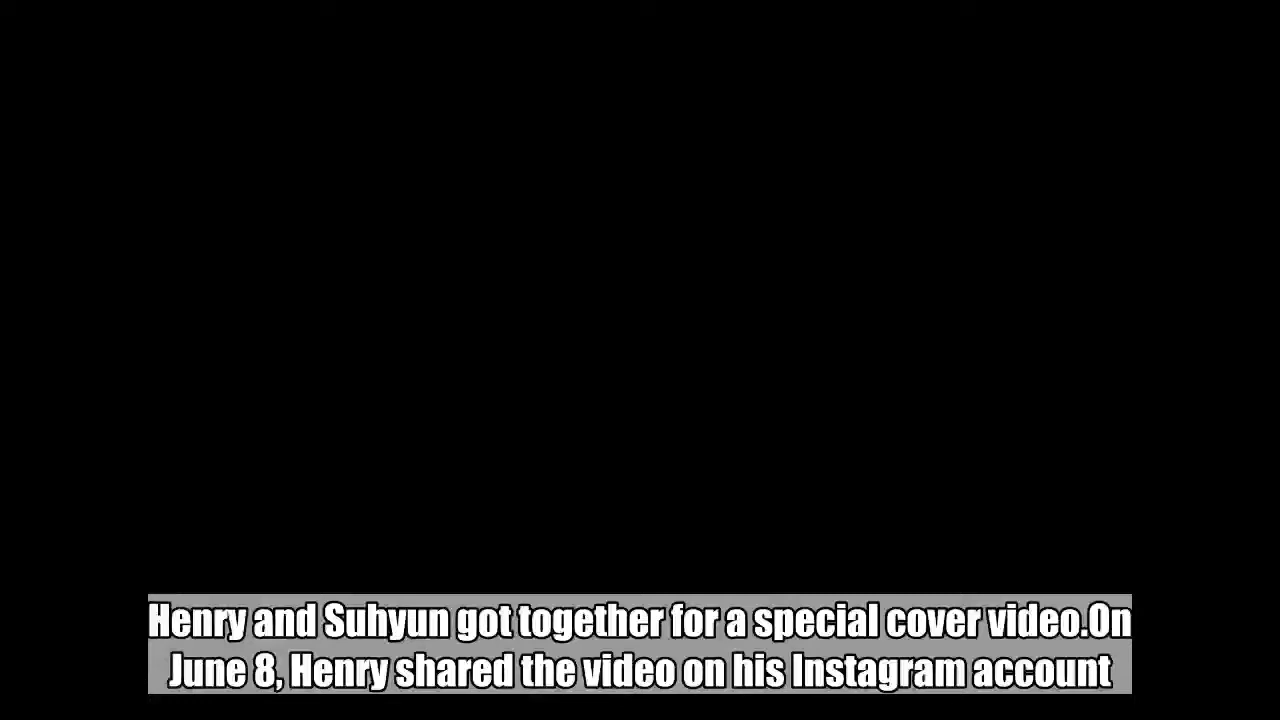 Henry and Suhyun got together for a special cover video.On
June 8, Henry shared the video on his Instagram account